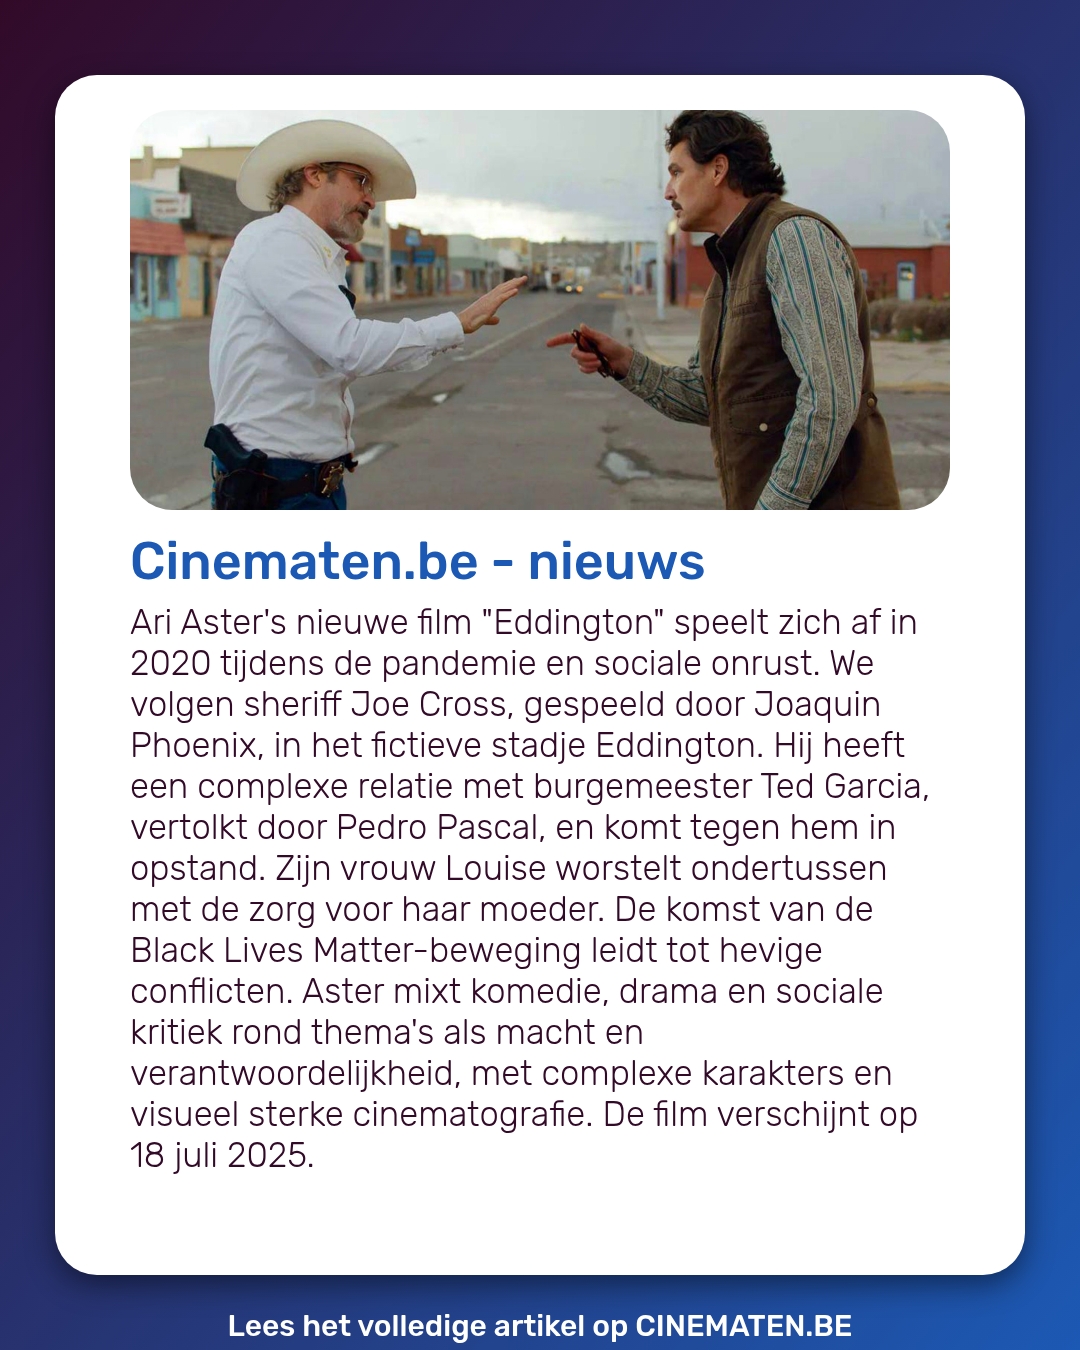 Cinematen.be - nieuws
Ari Aster's nieuwe film "Eddington" speelt zich af in
2020 tijdens de pandemie en sociale onrust. We
volgen sheriff Joe Cross, gespeeld door Joaquin
Phoenix, in het fictieve stadje Eddington. Hij heeft
een complexe relatie met burgemeester Ted Garcia,
vertolkt door Pedro Pascal, en komt tegen hem in
opstand. Zijn vrouw Louise worstelt ondertussen
met de zorg voor haar moeder. De komst van de
Black Lives Matter-beweging leidt tot hevige
conflicten. Aster mixt komedie, drama en sociale
kritiek rond thema's als macht en
verantwoordelijkheid, met complexe karakters en
visueel sterke cinematografie. De film verschijnt op
18 juli 2025.
Lees het volledige artikel op CINEMATEN.BE